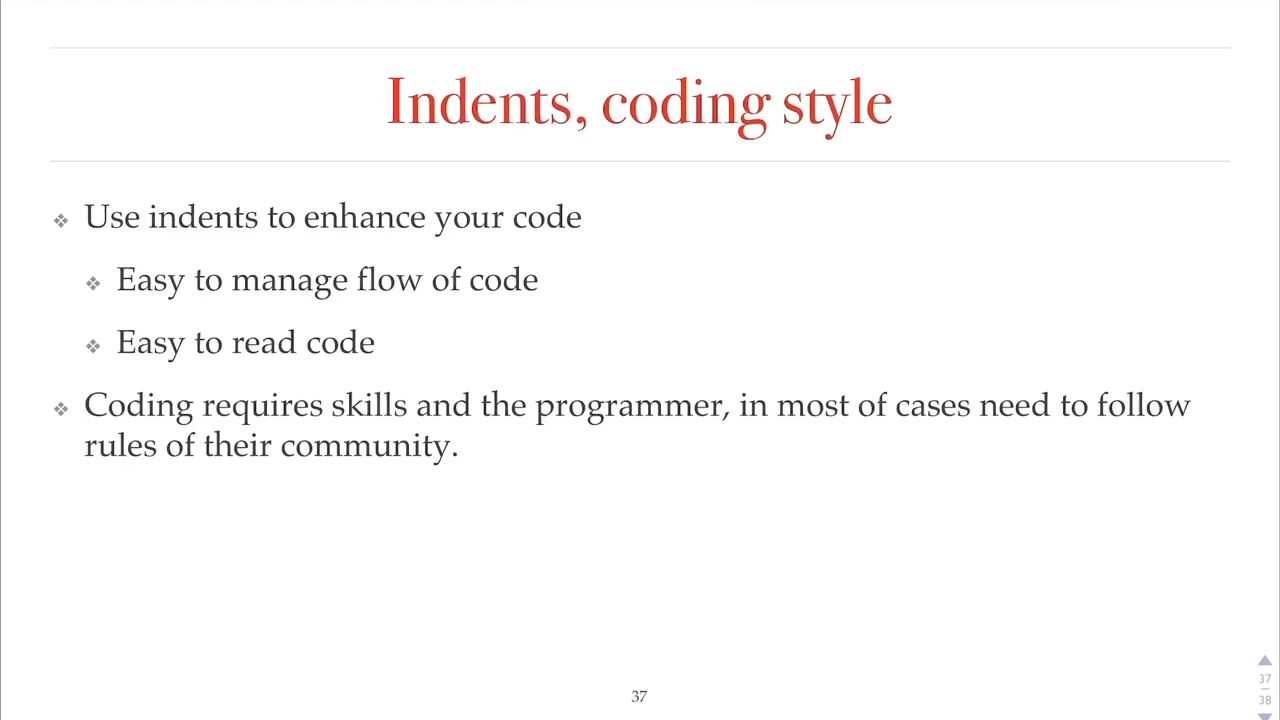 Indents, coding style
Use indents to enhance your code
Easy to manage flow of code
Easy to read code
Coding requires skills and the programmer, in most of cases need to follow
rules of their community.
37
37
38